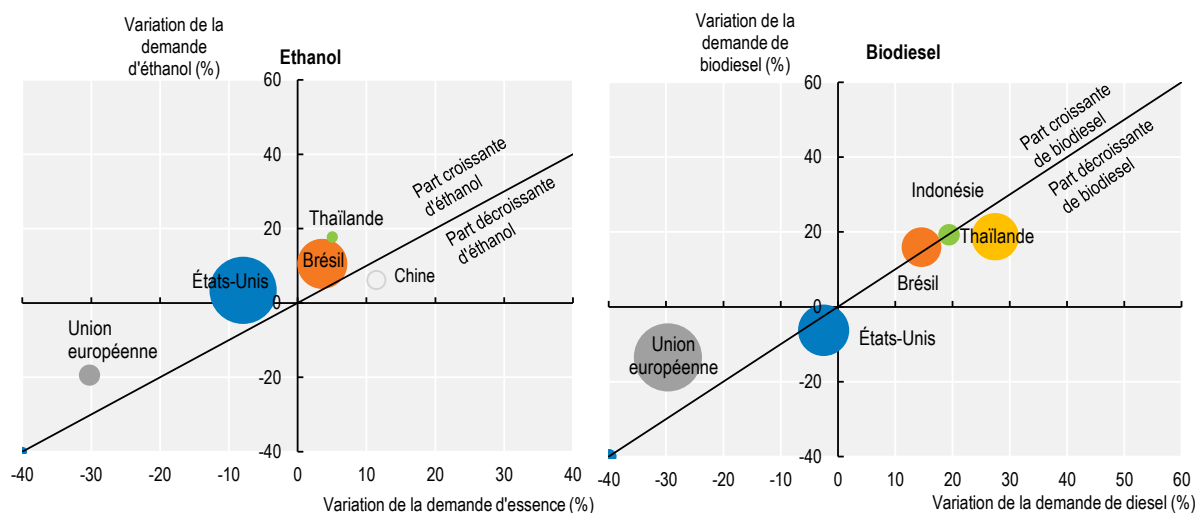 Variation de la
demande
d'éthanol (%)
Ethanol
60
40
20
0
-20
-40
-40 -30 -20 -10 0 10 20 30 40
Variation de la demande d'essence (%)
Part croissante
d'éthanol
Part décroissante
d'éthanol
Thaïlande
Brésil
Chine
États-Unis
Union
européenne
Variation de la
demande de
biodiesel (%)
Biodiesel
60
40
20
0
-20
-40
-40 -30 -20 -10 0 10 20 30 40 50 60
Variation de la demande de diesel (%)
Part croissante
de biodiesel
Part décroissante
de biodiesel
Indonésie
Thaïlande
Brésil
États-Unis
Union
européenne